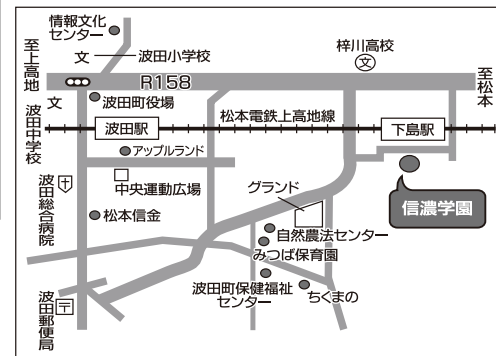 情報文化
センター
文
波田小学校
梓川高校
文
至上高地
R158
至松本
文
波田町役場
波田中学校
波田駅
松本電鉄上高地線
下島駅
アップルランド
中央運動広場
グランド
信濃学園
波田総合病院
松本信金
自然農法センター
みつば保育園
波田町保健福祉
センター
ちくまの
波田郵便局
〒